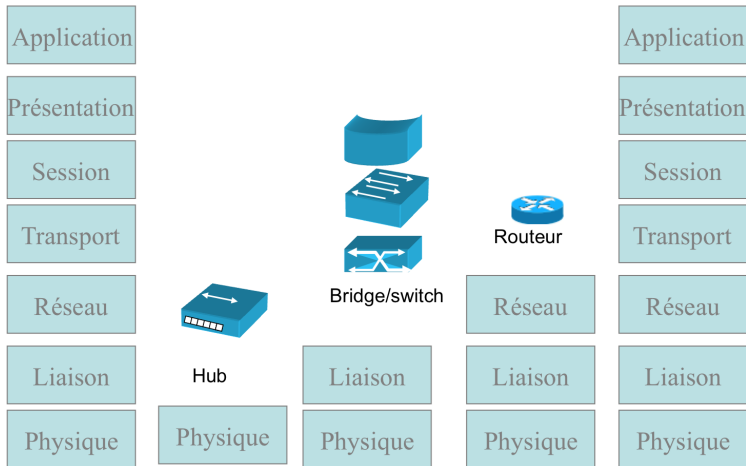 Application
Application
Présentation
Présentation
Session
Session
Transport
Routeur
Transport
Réseau
Bridge/switch
Réseau
Réseau
Liaison
Hub
Liaison
Liaison
Liaison
Physique
Physique
Physique
Physique
Physique